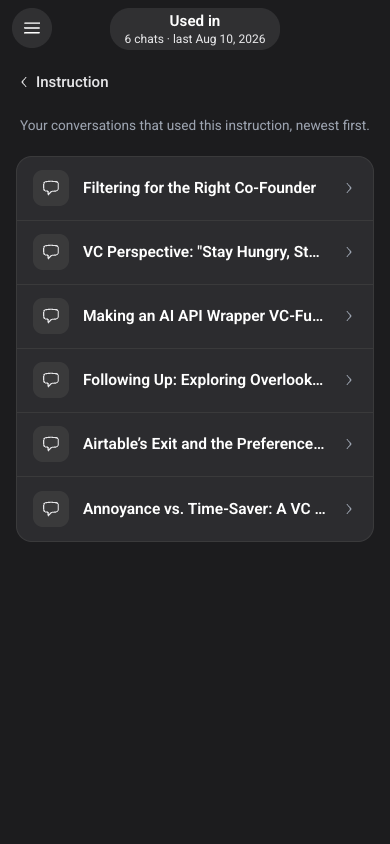 Used in
6 chats · last Aug 10, 2026
Instruction
Your conversations that used this instruction, newest first.
Filtering for the Right Co-Founder
VC Perspective: "Stay Hungry, St...
Making an AI API Wrapper VC-Fu...
Following Up: Exploring Overlook...
Airtable’s Exit and the Preference...
Annoyance vs. Time-Saver: A VC ...